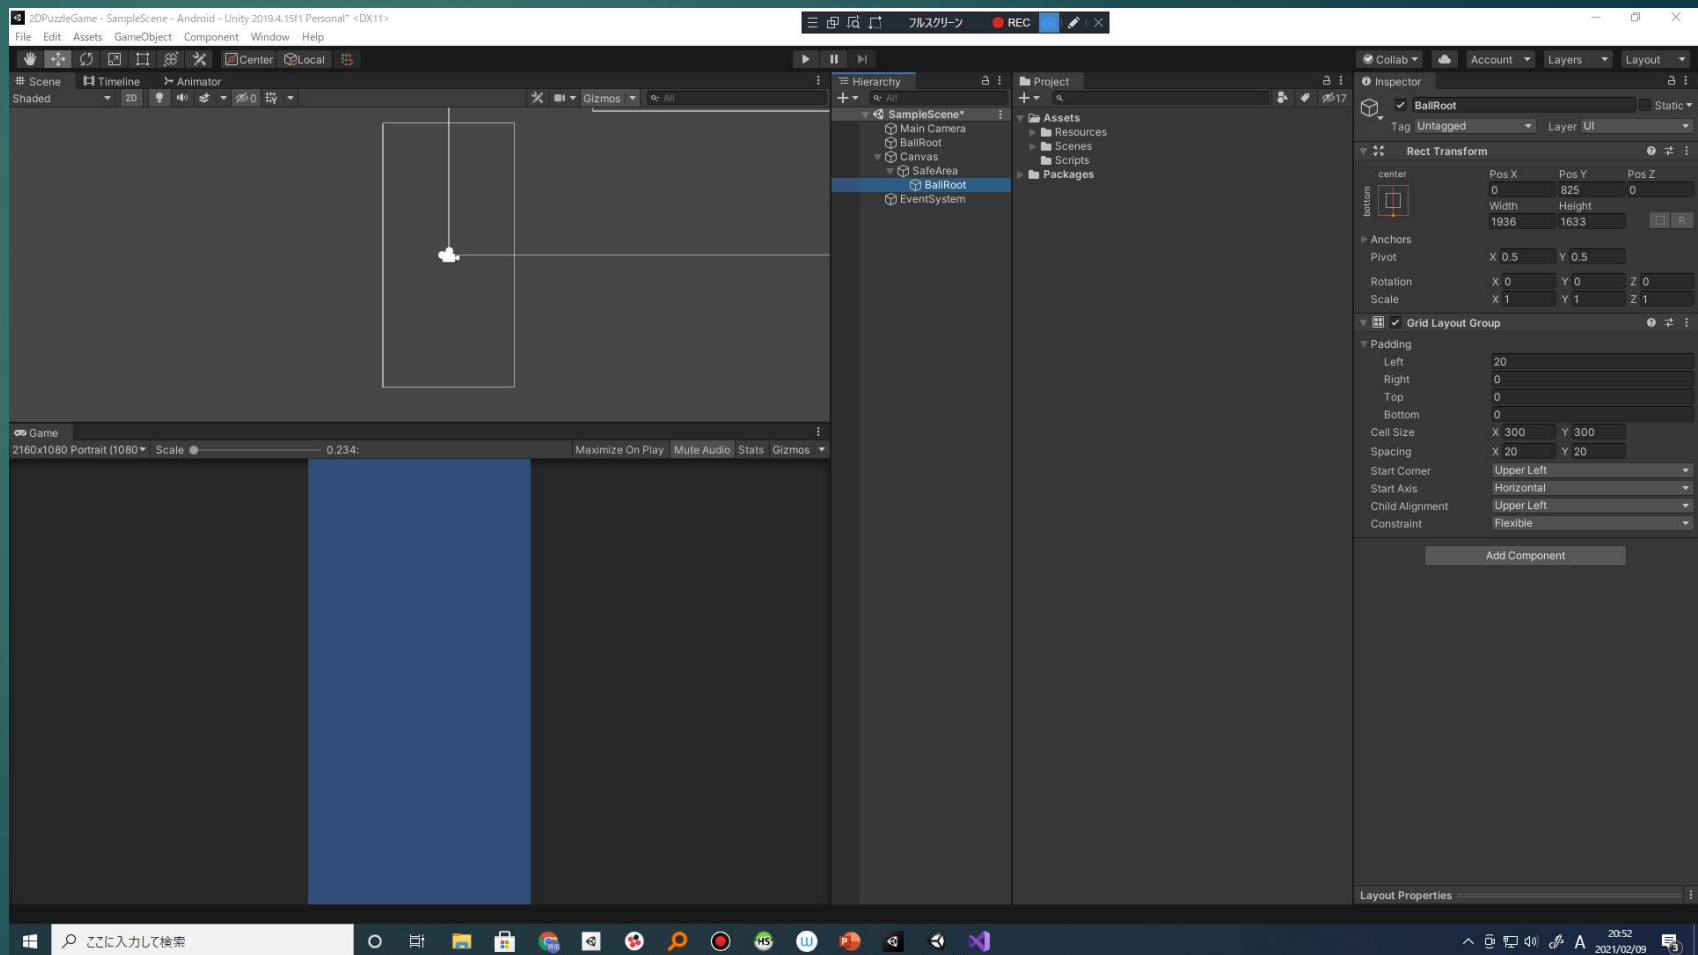 2DPuzzleGame - SampleScene - Android - Unity 2019.4.15f1 Personal* <DX11>
フルスクリーン REC
File Edit Assets GameObject Component Window Help
Center Local
Collab Account Layers Layout
Scene Timeline Animator
Shaded 2D 0 Gizmos All
Hierarchy
All
SampleScene*
Main Camera
BallRoot
Canvas
SafeArea
BallRoot
EventSystem
Project
17
Assets
Resources
Scenes
Scripts
Packages
Inspector
BallRoot Static
Tag Untagged Layer UI
Rect Transform
center Pos X Pos Y Pos Z
bottom
0 825 0
Width Height
1936 1633
R
Anchors
Pivot X 0.5 Y 0.5
Rotation X 0 Y 0 Z 0
Scale X 1 Y 1 Z 1
Grid Layout Group
Padding
Left 20
Right 0
Top 0
Bottom 0
Cell Size X 300 Y 300
Spacing X 20 Y 20
Start Corner Upper Left
Start Axis Horizontal
Child Alignment Upper Left
Constraint Flexible
Add Component
Layout Properties
Game
2160x1080 Portrait (1080 Scale 0.234: Maximize On Play Mute Audio Stats Gizmos
ここに入力して検索
HS
A
20:52
2021/02/09
3